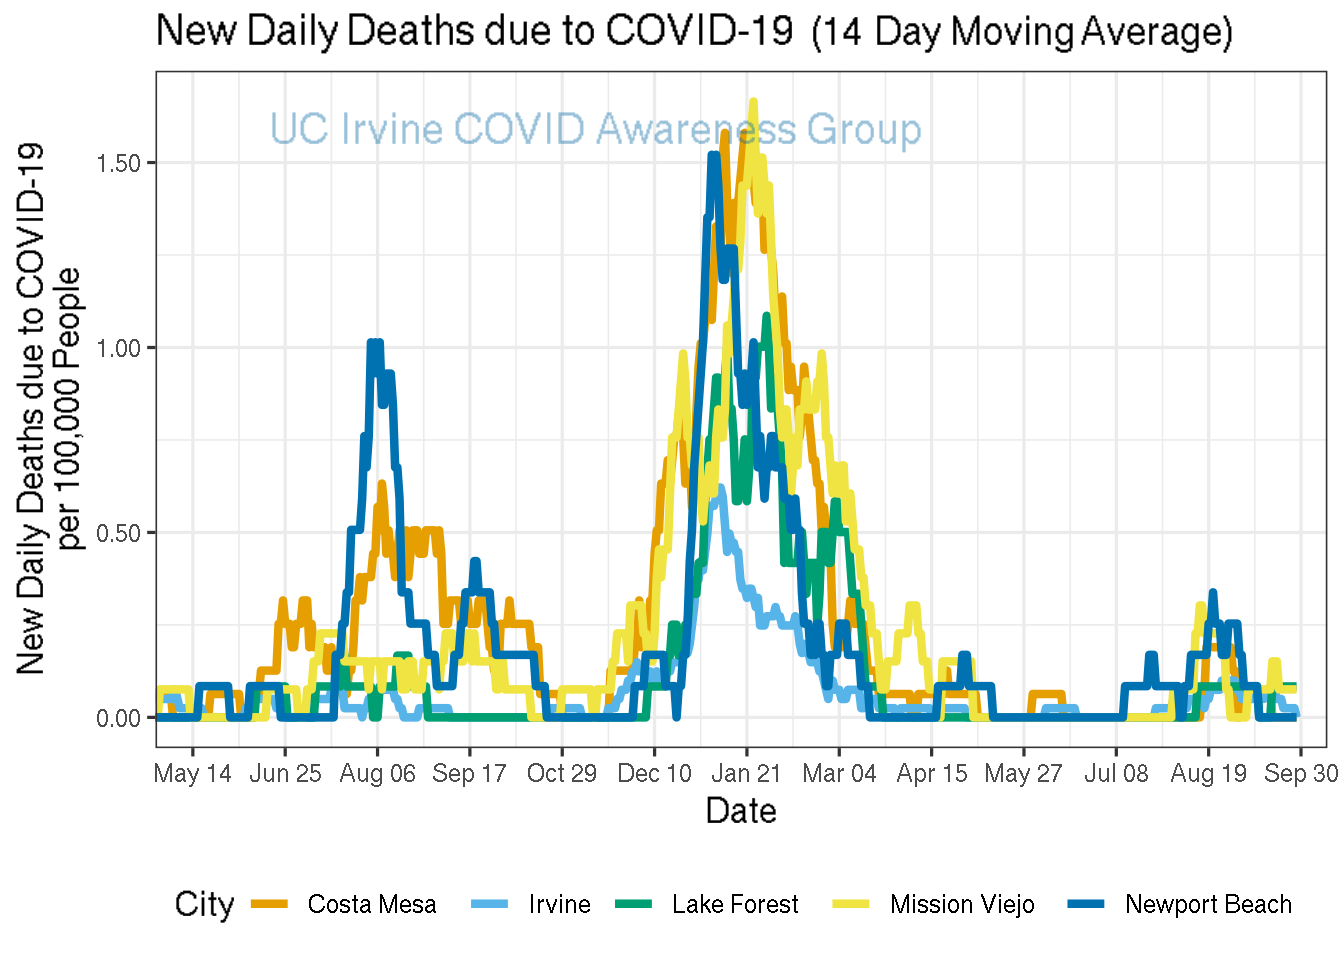 New Daily Deaths due to COVID-19 (14 Day Moving Average)
UC Irvine COVID Awareness Group
New Daily Deaths due to COVID-19
per 100,000 People
1.50
1.00
0.50
0.00
May 14 Jun 25 Aug 06 Sep 17 Oct 29 Dec 10 Jan 21 Mar 04 Apr 15 May 27 Jul 08 Aug 19 Sep 30
Date
City Costa Mesa Irvine Lake Forest Mission Viejo Newport Beach